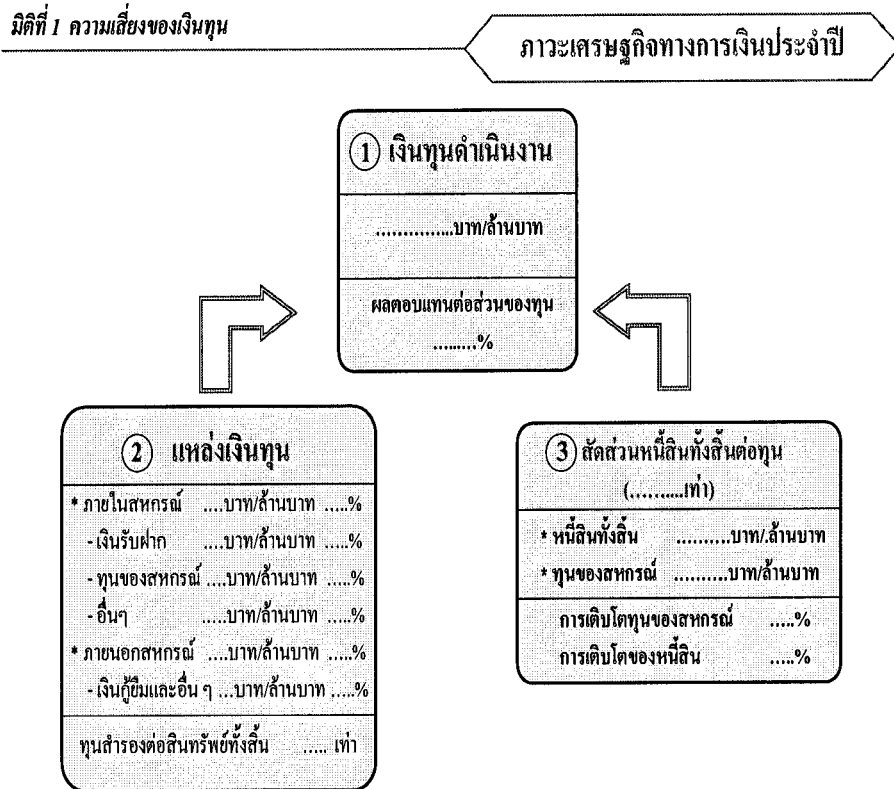 มิติที่ 1 ความเสี่ยงของเงินทุน
ภาวะเศรษฐกิจทางการเงินประจำปี
1 เงินทุนดำเนินงาน
...............บาท/ล้านบาท
ผลตอบแทนต่อส่วนของทุน
.........%
2 แหล่งเงินทุน
* ภายในสหกรณ์ ....บาท/ล้านบาท .....%
- เงินรับฝาก ....บาท/ล้านบาท .....%
- ทุนของสหกรณ์ ....บาท/ล้านบาท .....%
- อื่นๆ .....บาท/ล้านบาท .....%
* ภายนอกสหกรณ์ ....บาท/ล้านบาท .....%
- เงินกู้ยืมและอื่น ๆ ...บาท/ล้านบาท .....%
ทุนสำรองต่อสินทรัพย์ทั้งสิ้น ..... เท่า
3 สัดส่วนหนี้สินทั้งสิ้นต่อทุน
(..........เท่า)
* หนี้สินทั้งสิ้น ..........บาท/.ล้านบาท
* ทุนของสหกรณ์ ..........บาท/ล้านบาท
การเติบโตทุนของสหกรณ์ .....%
การเติบโตของหนี้สิน .....%